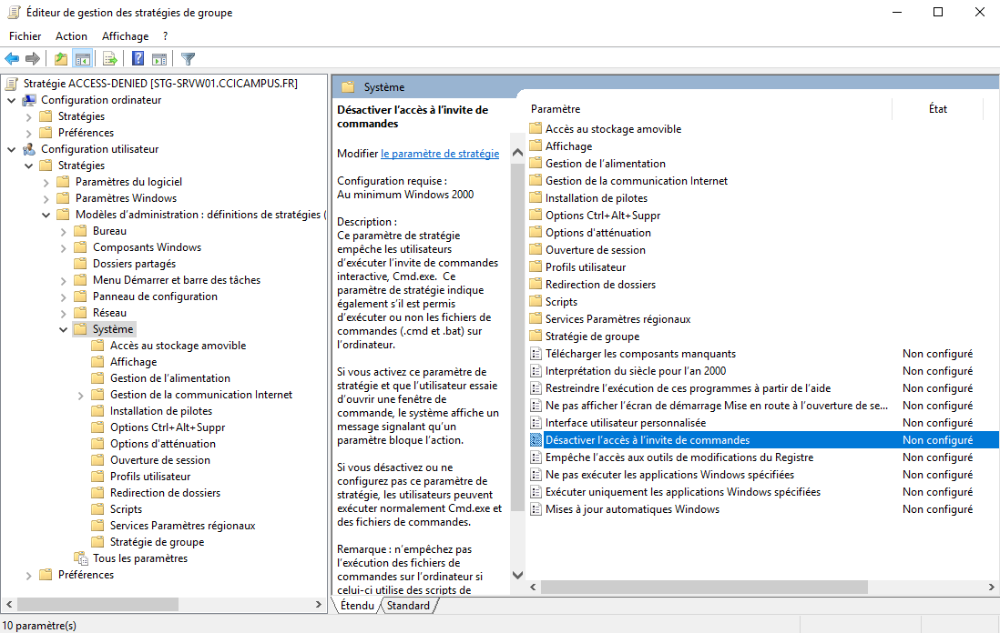 Éditeur de gestion des stratégies de groupe
Fichier Action Affichage ?
Stratégie ACCESS-DENIED [STG-SRVW01.CCICAMPUS.FR]
Configuration ordinateur
Stratégies
Préférences
Configuration utilisateur
Stratégies
Paramètres du logiciel
Paramètres Windows
Modèles d’administration : définitions de stratégies (
Bureau
Composants Windows
Dossiers partagés
Menu Démarrer et barre des tâches
Panneau de configuration
Réseau
Système
Accès au stockage amovible
Affichage
Gestion de l’alimentation
Gestion de la communication Internet
Installation de pilotes
Options Ctrl+Alt+Suppr
Options d’atténuation
Ouverture de session
Profils utilisateur
Redirection de dossiers
Scripts
Services Paramètres régionaux
Stratégie de groupe
Tous les paramètres
Préférences
Système
Désactiver l’accès à l’invite de
commandes
Modifier le paramètre de stratégie
Configuration requise :
Au minimum Windows 2000
Description :
Ce paramètre de stratégie
empêche les utilisateurs
d’exécuter l’invite de commandes
interactive, Cmd.exe. Ce
paramètre de stratégie indique
également s’il est permis
d’exécuter ou non les fichiers de
commandes (.cmd et .bat) sur
l’ordinateur.
Si vous activez ce paramètre de
stratégie et que l’utilisateur essaie
d’ouvrir une fenêtre de
commande, le système affiche un
message signalant qu’un
paramètre bloque l’action.
Si vous désactivez ou ne
configurez pas ce paramètre de
stratégie, les utilisateurs peuvent
exécuter normalement Cmd.exe et
des fichiers de commandes.
Remarque : n’empêchez pas
l’exécution des fichiers de
commandes sur l’ordinateur si
celui-ci utilise des scripts de
Paramètre État
Accès au stockage amovible
Affichage
Gestion de l’alimentation
Gestion de la communication Internet
Installation de pilotes
Options Ctrl+Alt+Suppr
Options d’atténuation
Ouverture de session
Profils utilisateur
Redirection de dossiers
Scripts
Services Paramètres régionaux
Stratégie de groupe
Télécharger les composants manquants Non configuré
Interprétation du siècle pour l’an 2000 Non configuré
Restreindre l’exécution de ces programmes à partir de l’aide Non configuré
Ne pas afficher l’écran de démarrage Mise en route à l’ouverture de se... Non configuré
Interface utilisateur personnalisée Non configuré
Désactiver l’accès à l’invite de commandes Non configuré
Empêche l’accès aux outils de modifications du Registre Non configuré
Ne pas exécuter les applications Windows spécifiées Non configuré
Exécuter uniquement les applications Windows spécifiées Non configuré
Mises à jour automatiques Windows Non configuré
Étendu Standard
10 paramètre(s)